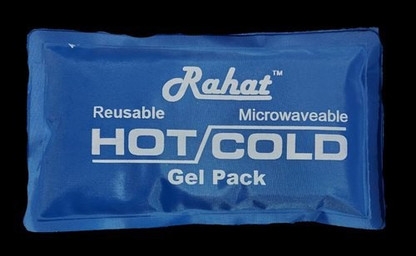 Rahat™
Reusable Microwaveable
HOT/COLD
Gel Pack